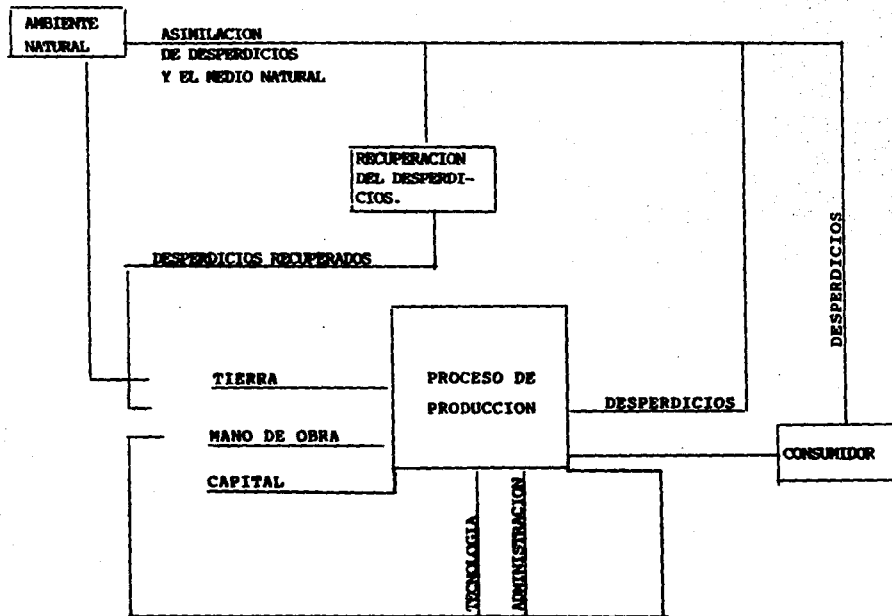 AMBIENTE
NATURAL
ASIMILACION
DE DESPERDICIOS
Y EL MEDIO NATURAL
RECUPERACION
DEL DESPERDI-
CIOS.
DESPERDICIOS RECUPERADOS
DESPERDICIOS
TIERRA
PROCESO DE
PRODUCCION
DESPERDICIOS
MANO DE OBRA
CONSUMIDOR
CAPITAL
TECNOLOGIA
ADMINISTRACION